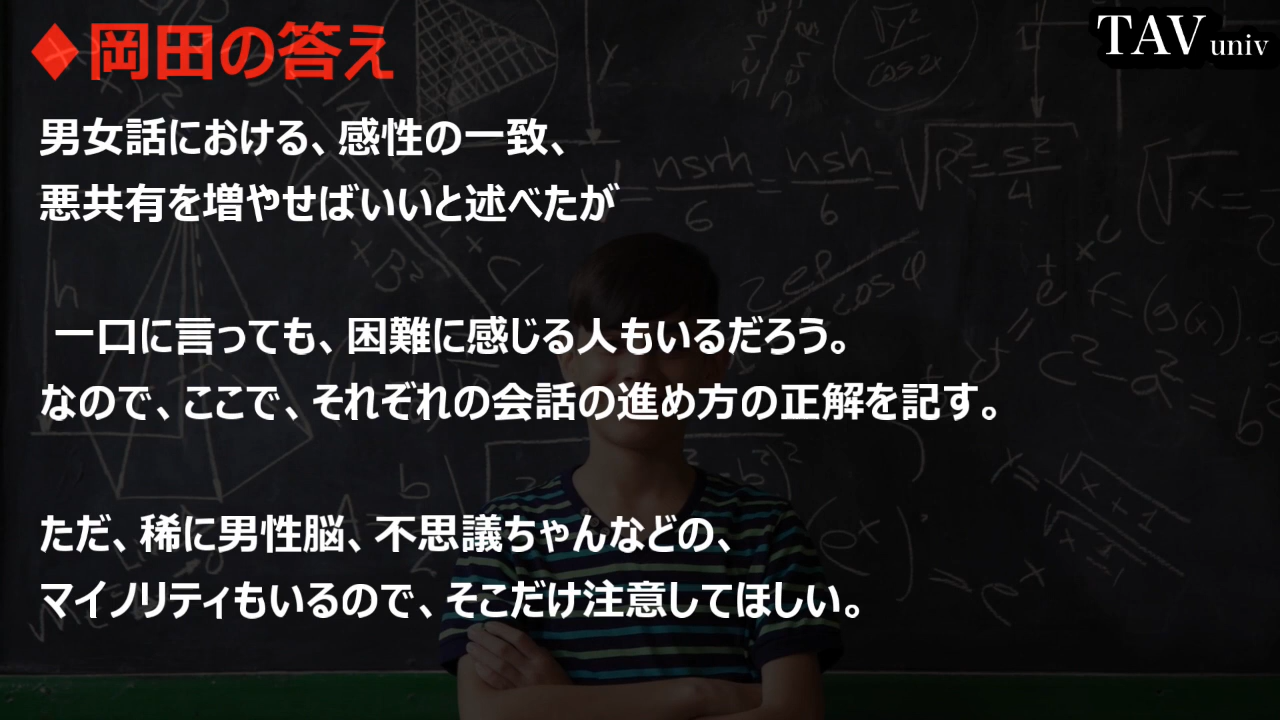 ◆岡田の答え
TAV univ
男女話における、感性の一致、
悪共有を増やせばいいと述べたが
一口に言っても、困難に感じる人もいるだろう。
なので、ここで、それぞれの会話の進め方の正解を記す。
ただ、稀に男性脳、不思議ちゃんなどの、
マイノリティもいるので、そこだけ注意してほしい。